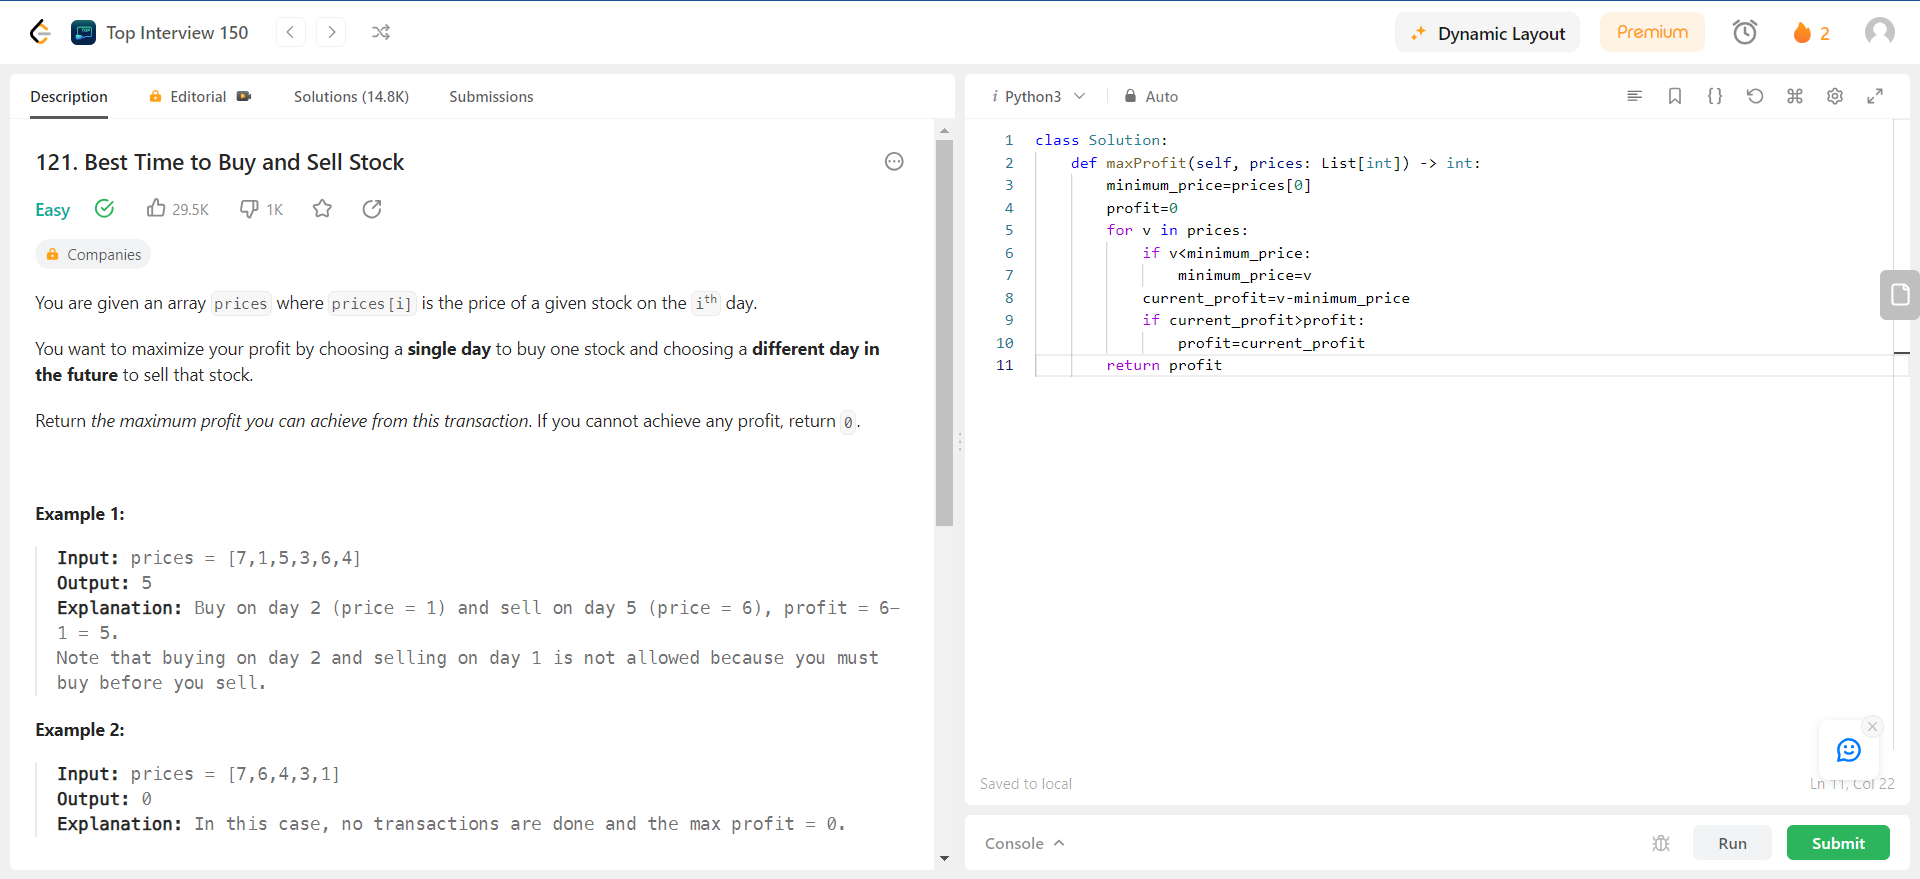 Top Interview 150
Dynamic Layout
Premium
2
Description
Editorial
Solutions (14.8K)
Submissions
121. Best Time to Buy and Sell Stock
Easy
29.5K
1K
Companies
You are given an array prices where prices[i] is the price of a given stock on the ith day.
You want to maximize your profit by choosing a single day to buy one stock and choosing a different day in
the future to sell that stock.
Return the maximum profit you can achieve from this transaction. If you cannot achieve any profit, return 0.
Example 1:
Input: prices = [7,1,5,3,6,4]
Output: 5
Explanation: Buy on day 2 (price = 1) and sell on day 5 (price = 6), profit = 6-
1 = 5.
Note that buying on day 2 and selling on day 1 is not allowed because you must
buy before you sell.
Example 2:
Input: prices = [7,6,4,3,1]
Output: 0
Explanation: In this case, no transactions are done and the max profit = 0.
i Python3
Auto
1 class Solution:
2 def maxProfit(self, prices: List[int]) -> int:
3 minimum_price=prices[0]
4 profit=0
5 for v in prices:
6 if v<minimum_price:
7 minimum_price=v
8 current_profit=v-minimum_price
9 if current_profit>profit:
10 profit=current_profit
11 return profit
Saved to local
Ln 11, Col 22
Console
Run
Submit